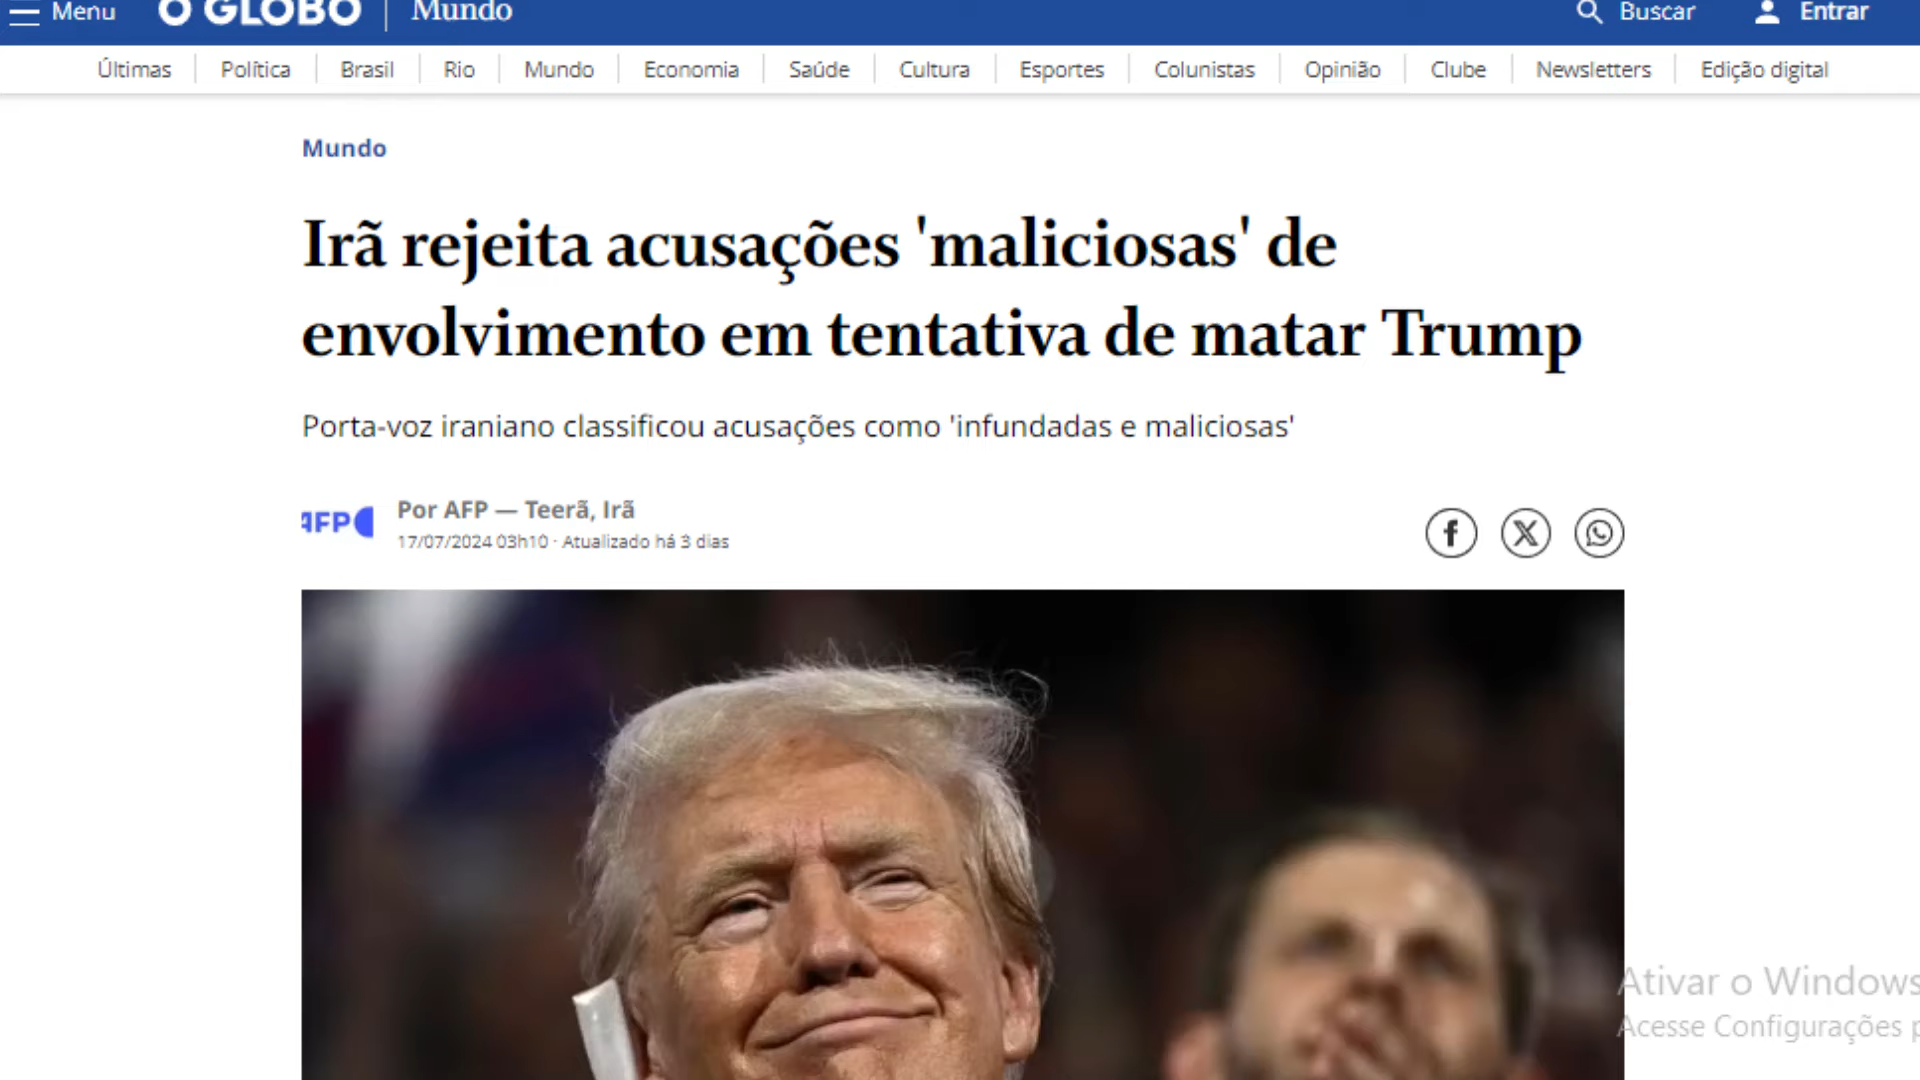 Menu
O GLOBO
Mundo
Buscar
Entrar
Últimas
Política
Brasil
Rio
Mundo
Economia
Saúde
Cultura
Esportes
Colunistas
Opinião
Clube
Newsletters
Edição digital
Mundo
Irã rejeita acusações 'maliciosas' de
envolvimento em tentativa de matar Trump
Porta-voz iraniano classificou acusações como 'infundadas e maliciosas'
AFP
Por AFP — Teerã, Irã
17/07/2024 03h10 · Atualizado há 3 dias
Ativar o Windows
Acesse Configurações p